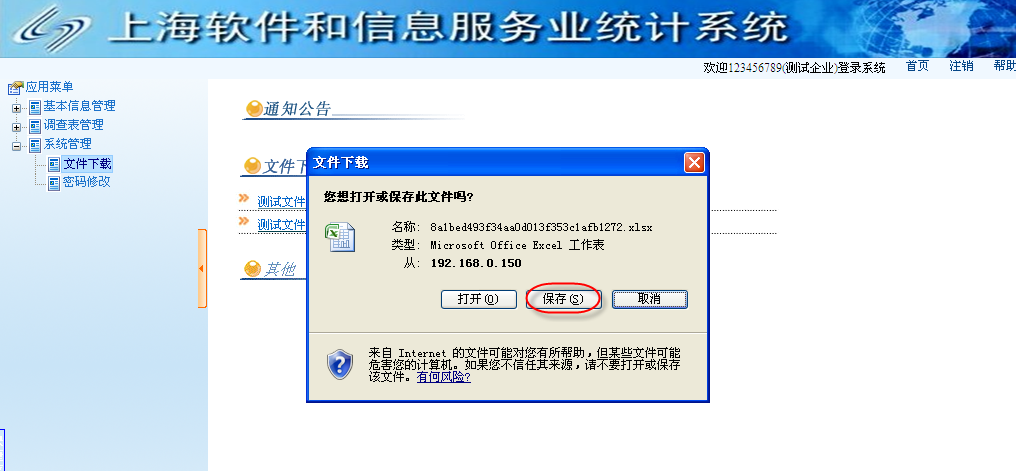 上海软件和信息服务业统计系统
欢迎123456789(测试企业)登录系统 首页 注销 帮助
应用菜单
基本信息管理
调查表管理
系统管理
文件下载
密码修改
通知公告
文件下
测试文件
测试文件
其他
文件下载
您想打开或保存此文件吗?
名称: 8a1bed493f34aa0d013f353c1afb1272.xlsx
类型: Microsoft Office Excel 工作表
从: 192.168.0.150
打开(O) 保存(S) 取消
来自 Internet 的文件可能对您有所帮助，但某些文件可能
危害您的计算机。如果您不信任其来源，请不要打开或保存
该文件。有何风险?